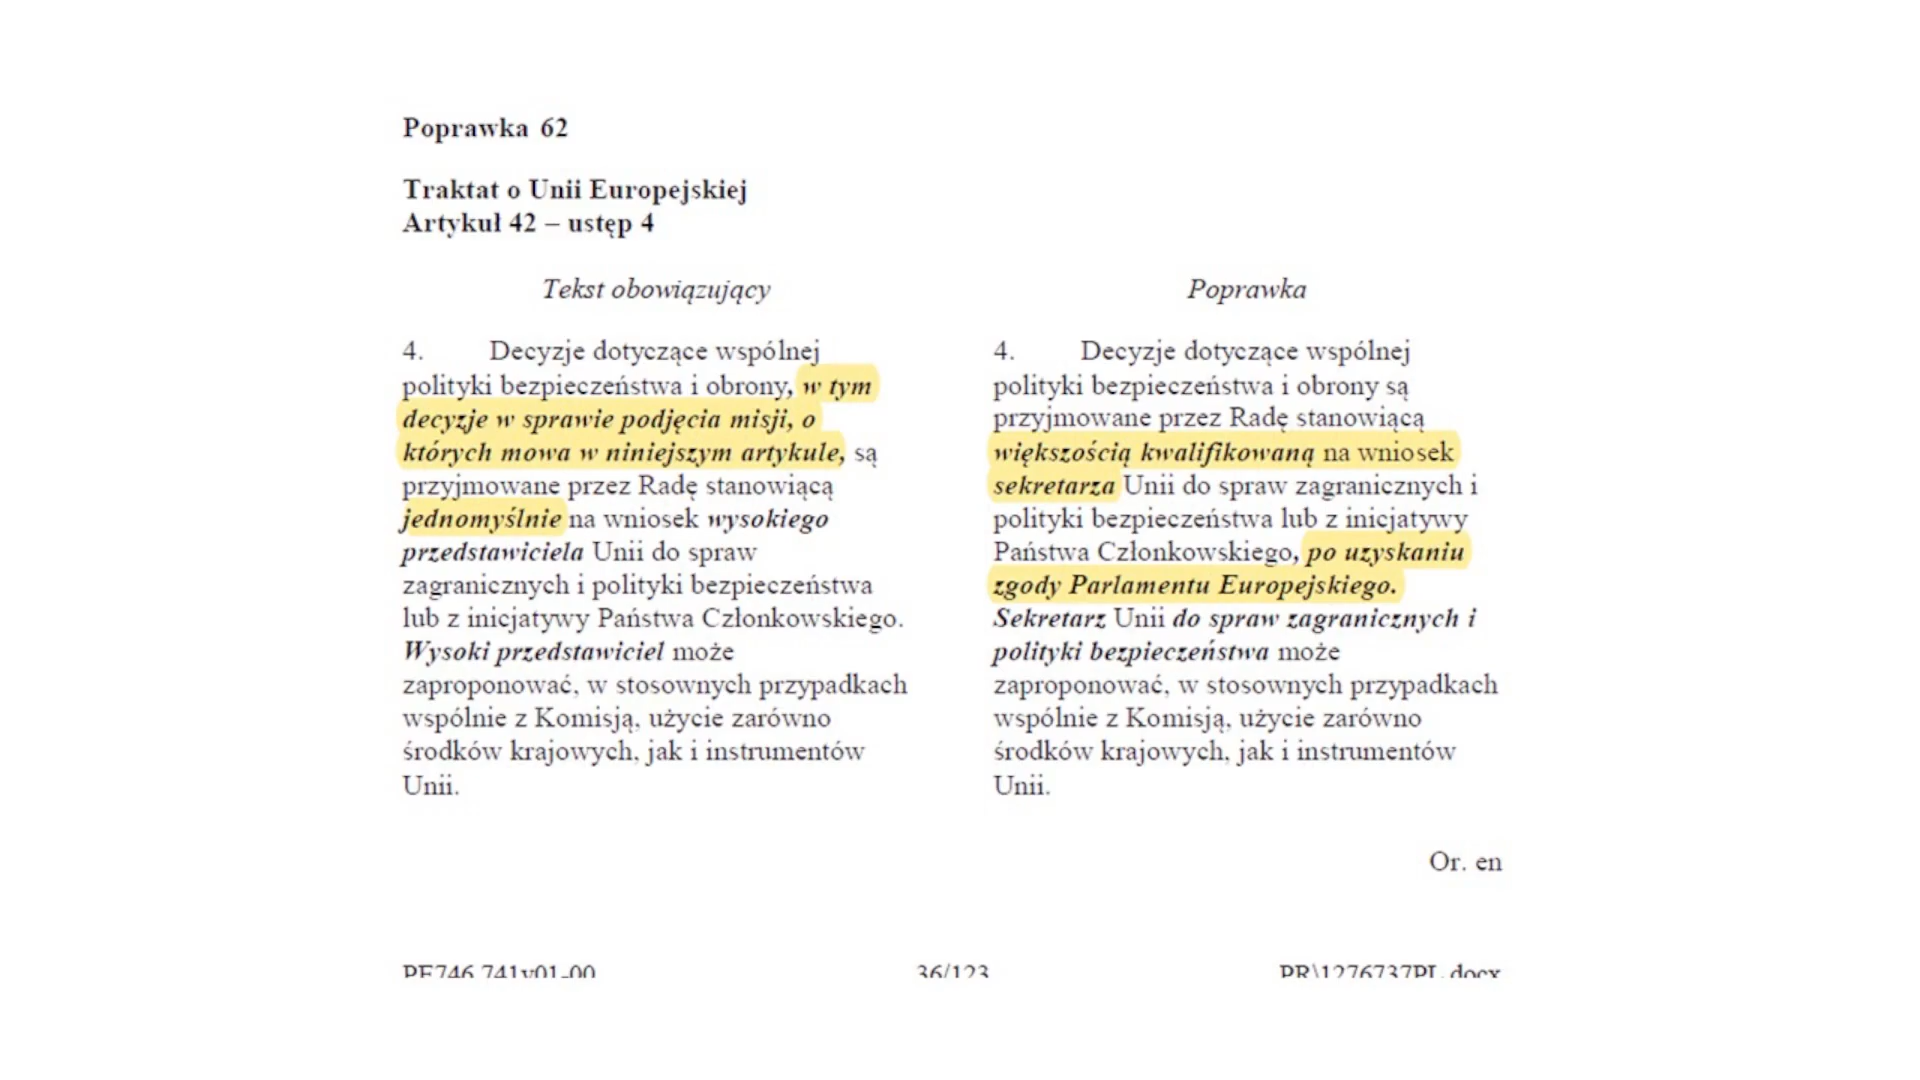 Poprawka 62
Traktat o Unii Europejskiej
Artykuł 42 – ustęp 4
Tekst obowiązujący
4. Decyzje dotyczące wspólnej
polityki bezpieczeństwa i obrony, w tym
decyzje w sprawie podjęcia misji, o
których mowa w niniejszym artykule, są
przyjmowane przez Radę stanowiącą
jednomyślnie na wniosek wysokiego
przedstawiciela Unii do spraw
zagranicznych i polityki bezpieczeństwa
lub z inicjatywy Państwa Członkowskiego.
Wysoki przedstawiciel może
zaproponować, w stosownych przypadkach
wspólnie z Komisją, użycie zarówno
środków krajowych, jak i instrumentów
Unii.
Poprawka
4. Decyzje dotyczące wspólnej
polityki bezpieczeństwa i obrony są
przyjmowane przez Radę stanowiącą
większością kwalifikowaną na wniosek
sekretarza Unii do spraw zagranicznych i
polityki bezpieczeństwa lub z inicjatywy
Państwa Członkowskiego, po uzyskaniu
zgody Parlamentu Europejskiego.
Sekretarz Unii do spraw zagranicznych i
polityki bezpieczeństwa może
zaproponować, w stosownych przypadkach
wspólnie z Komisją, użycie zarówno
środków krajowych, jak i instrumentów
Unii.
Or. en
PE746.741v01-00 36/123 PR\1276737PL.docx